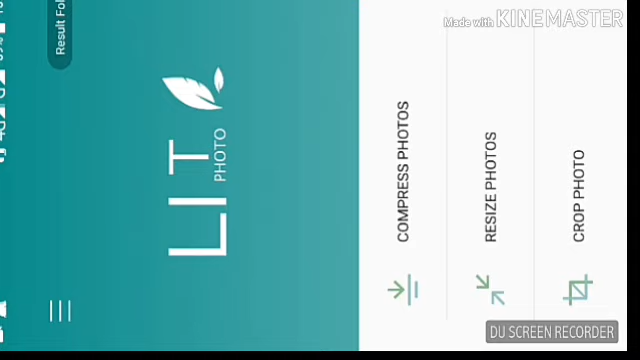 Made with KINEMASTER
Result Fol
LIT
PHOTO
COMPRESS PHOTOS
RESIZE PHOTOS
CROP PHOTO
DU SCREEN RECORDER